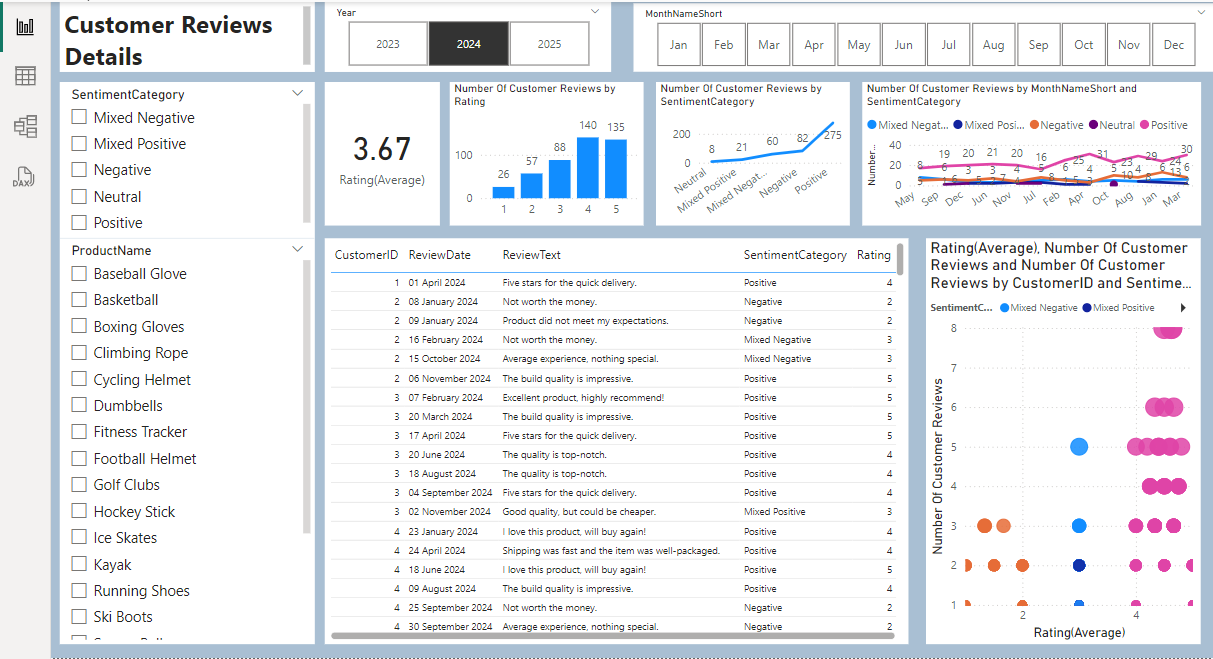 Customer Reviews
Details
Year
2023 2024 2025
MonthNameShort
Jan Feb Mar Apr May Jun Jul Aug Sep Oct Nov Dec
SentimentCategory
Mixed Negative
Mixed Positive
Negative
Neutral
Positive
ProductName
Baseball Glove
Basketball
Boxing Gloves
Climbing Rope
Cycling Helmet
Dumbbells
Fitness Tracker
Football Helmet
Golf Clubs
Hockey Stick
Ice Skates
Kayak
Running Shoes
Ski Boots
3.67
Rating(Average)
Number Of Customer Reviews by
Rating
140 135
88
57
26
100
0
1 2 3 4 5
Number Of Customer Reviews by
SentimentCategory
200
0
8 21 60 82 275
Neutral
Mixed Positive
Mixed Negat...
Negative
Positive
Number Of Customer Reviews by MonthNameShort and
SentimentCategory
Mixed Negat... Mixed Posi... Negative Neutral Positive
Number...
40
20
0
19 20 21 20 16 25 31 23 29 24 30
May Sep Dec Jun Nov Jul Feb Apr Oct Aug Jan Mar
CustomerID ReviewDate ReviewText SentimentCategory Rating
1 01 April 2024 Five stars for the quick delivery. Positive 4
2 08 January 2024 Not worth the money. Negative 2
2 09 January 2024 Product did not meet my expectations. Negative 2
2 16 February 2024 Not worth the money. Mixed Negative 3
2 15 October 2024 Average experience, nothing special. Mixed Negative 3
2 06 November 2024 The build quality is impressive. Positive 5
3 07 February 2024 Excellent product, highly recommend! Positive 5
3 20 March 2024 The build quality is impressive. Positive 5
3 17 April 2024 Five stars for the quick delivery. Positive 5
3 20 June 2024 The quality is top-notch. Positive 4
3 18 August 2024 The quality is top-notch. Positive 4
3 04 September 2024 Five stars for the quick delivery. Positive 4
3 02 November 2024 Good quality, but could be cheaper. Mixed Positive 3
4 23 January 2024 I love this product, will buy again! Positive 4
4 24 April 2024 Shipping was fast and the item was well-packaged. Positive 4
4 18 June 2024 I love this product, will buy again! Positive 5
4 09 August 2024 The build quality is impressive. Positive 4
4 25 September 2024 Not worth the money. Negative 2
4 30 September 2024 Average experience, nothing special. Negative 2
Rating(Average), Number Of Customer
Reviews and Number Of Customer
Reviews by CustomerID and Sentime...
SentimentC... Mixed Negative Mixed Positive
Number Of Customer Reviews
8
7
6
5
4
3
2
1
2 4
Rating(Average)
DAX